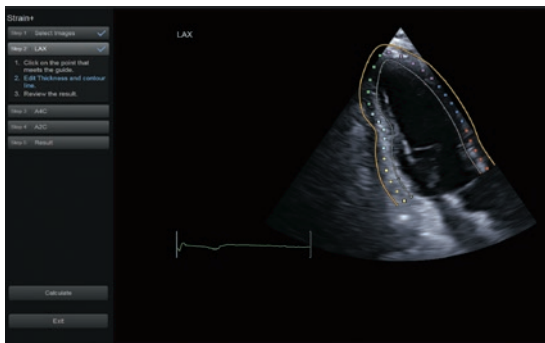 Strain+
Step 1 Select Images
Step 2 LAX
1. Click on the point that
meets the guide.
2. Edit Thickness and contour
line.
3. Review the result.
Step 3 A4C
Step 4 A2C
Step 5 Result
Calculate
Exit
LAX